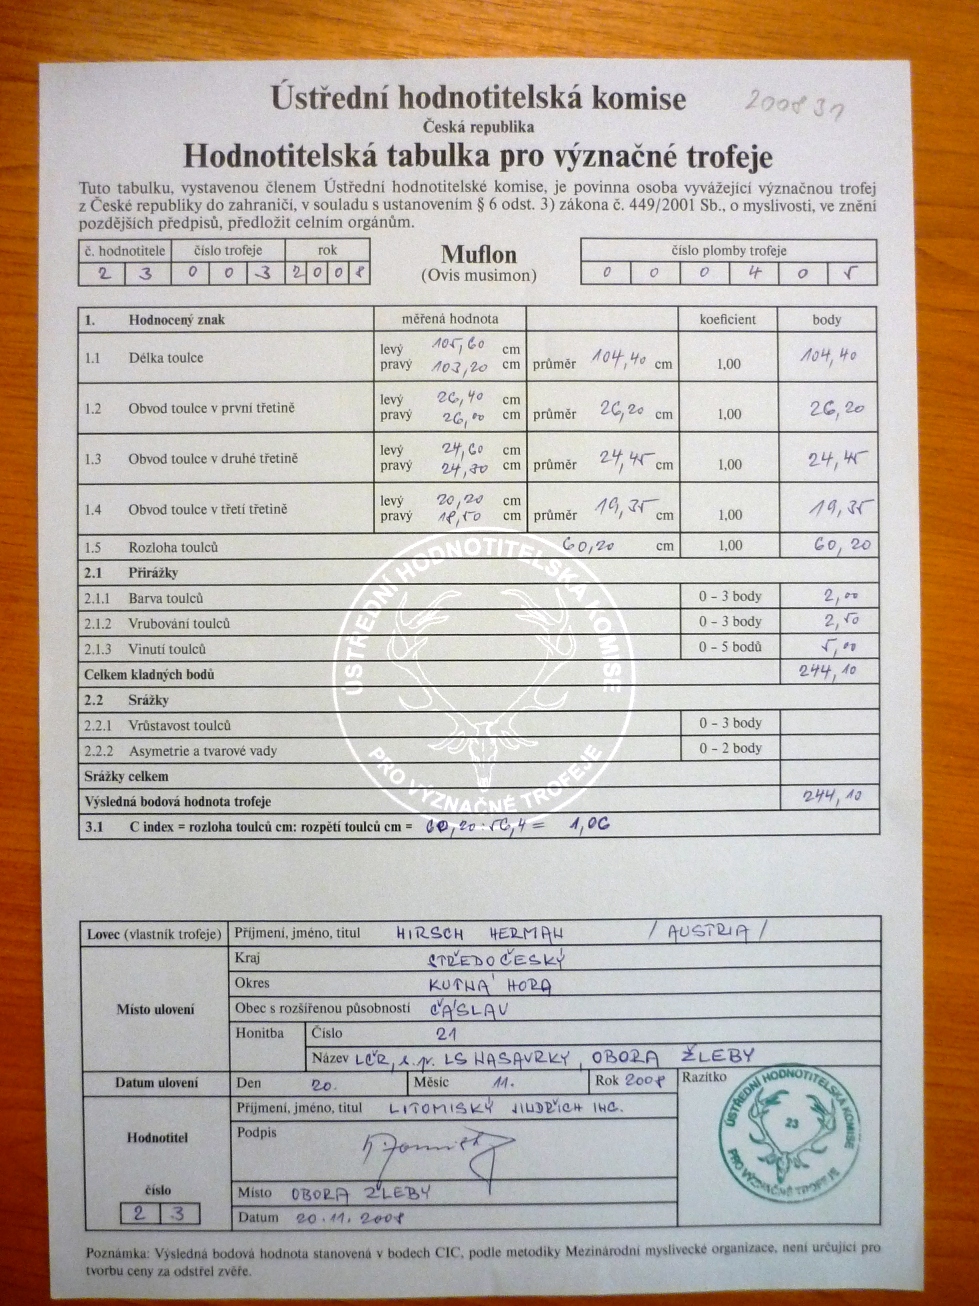 Ústřední hodnotitelská komise
200831
Česká republika
Hodnotitelská tabulka pro význačné trofeje
Tuto tabulku, vystavenou členem Ústřední hodnotitelské komise, je povinna osoba vyvážející význačnou trofej
z České republiky do zahraničí, v souladu s ustanovením § 6 odst. 3) zákona č. 449/2001 Sb., o myslivosti, ve znění
pozdějších předpisů, předložit celním orgánům.
č. hodnotitele číslo trofeje rok Muflon číslo plomby trofeje
2 3 0 0 3 2 0 0 8 (Ovis musimon) 0 0 0 4 0 5
1. Hodnocený znak měřená hodnota koeficient body
1.1 Délka toulce levý 105,60 cm
pravý 103,20 cm průměr 104,40 cm 1,00 104,40
1.2 Obvod toulce v první třetině levý 26,40 cm
pravý 26,00 cm průměr 26,20 cm 1,00 26,20
1.3 Obvod toulce v druhé třetině levý 24,60 cm
pravý 24,30 cm průměr 24,45 cm 1,00 24,45
1.4 Obvod toulce v třetí třetině levý 20,20 cm
pravý 18,50 cm průměr 19,35 cm 1,00 19,35
1.5 Rozloha toulců 60,20 cm 1,00 60,20
2.1 Přirážky
2.1.1 Barva toulců 0 – 3 body 2,00
2.1.2 Vrubování toulců 0 – 3 body 2,50
2.1.3 Vinutí toulců 0 – 5 bodů 5,00
Celkem kladných bodů 244,10
2.2 Srážky
2.2.1 Vrůstavost toulců 0 – 3 body
2.2.2 Asymetrie a tvarové vady 0 – 2 body
Srážky celkem
Výsledná bodová hodnota trofeje 244,10
3.1 C index = rozloha toulců cm: rozpětí toulců cm = 60,20 : 56,4 = 1,06
ÚSTŘEDNÍ HODNOTITELSKÁ KOMISE
PRO VÝZNAČNÉ TROFEJE
Lovec (vlastník trofeje) Příjmení, jméno, titul HIRSCH HERMAN / AUSTRIA /
Místo ulovení Kraj STŘEDOČESKÝ
Okres KUTNÁ HORA
Obec s rozšířenou působností ČÁSLAV
Honitba Číslo 21
Název LČR, s.p. LS NASAVRKY, OBORA ŽLEBY
Datum ulovení Den 20. Měsíc 11. Rok 2008 Razítko
Hodnotitel Příjmení, jméno, titul LITOMISKÝ JINDŘICH ING.
Podpis
číslo Místo OBORA ŽLEBY
2 3 Datum 20.11.2008
ÚSTŘEDNÍ HODNOTITELSKÁ KOMISE
23
PRO VÝZNAČNÉ TROFEJE
Poznámka: Výsledná bodová hodnota stanovená v bodech CIC, podle metodiky Mezinárodní myslivecké organizace, není určující pro
tvorbu ceny za odstřel zvěře.